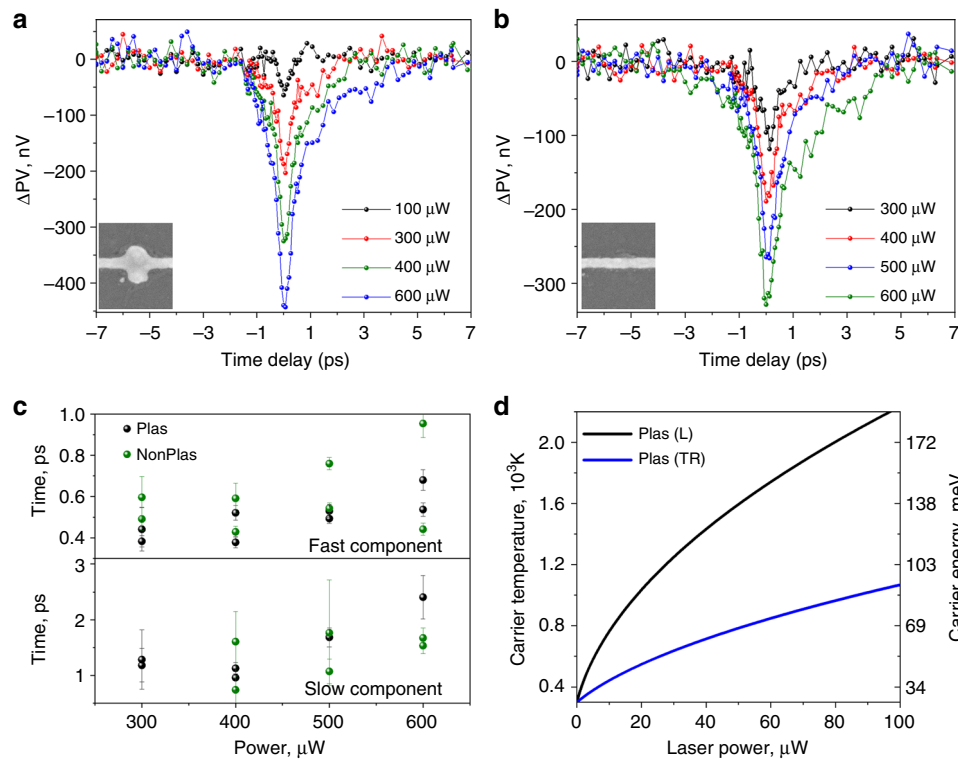 a
b
0
–100
–200
–300
–400
ΔPV, nV
100 μW
300 μW
400 μW
600 μW
–7
–5
–3
–1
1
3
5
7
Time delay (ps)
0
–100
–200
–300
ΔPV, nV
300 μW
400 μW
500 μW
600 μW
–7
–5
–3
–1
1
3
5
7
Time delay (ps)
c
d
1.0
0.8
0.6
0.4
Time, ps
Plas
NonPlas
Fast component
3
2
1
Time, ps
Slow component
300
400
500
600
Power, μW
Plas (L)
Plas (TR)
2.0
1.6
1.2
0.8
0.4
Carrier temperature, 10³K
172
138
103
69
34
Carrier energy, meV
0
20
40
60
80
100
Laser power, μW